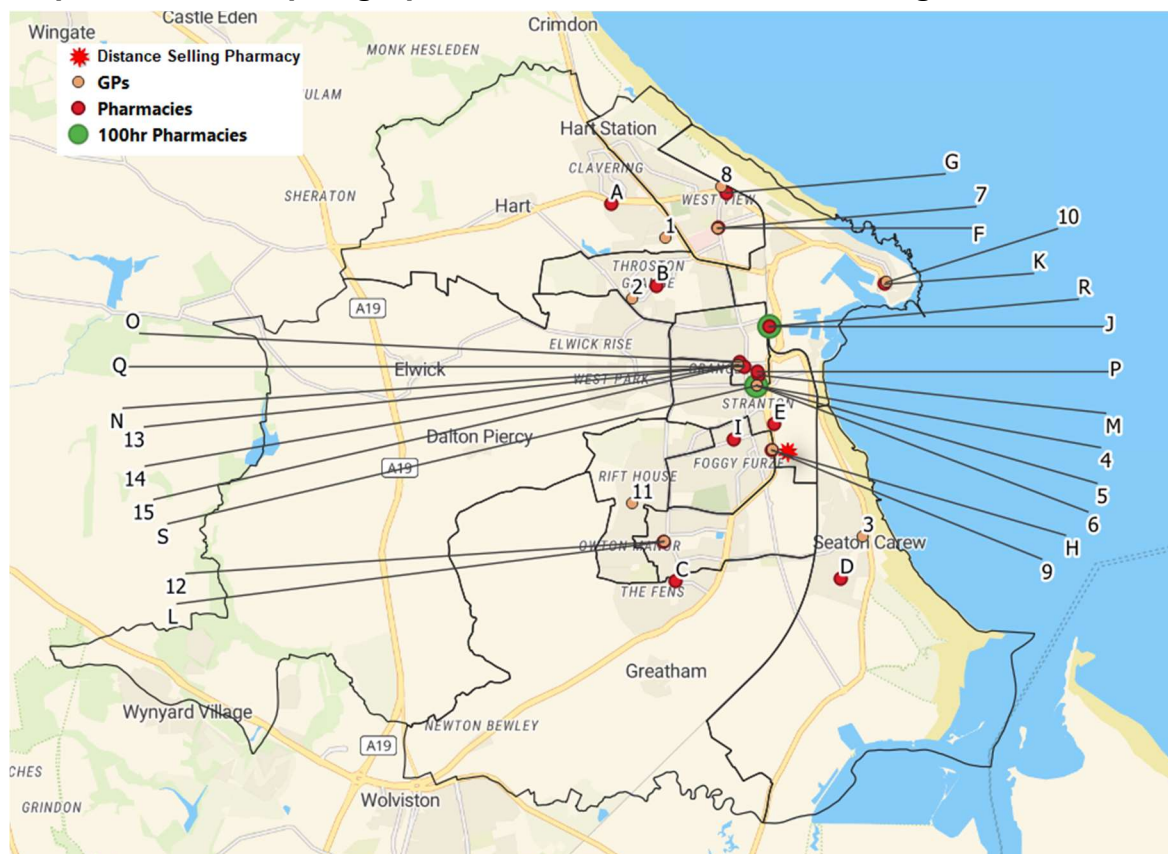 Castle Eden
Crimdon
Wingate
MONK HESLEDEN
Distance Selling Pharmacy
GPs
Pharmacies
100hr Pharmacies
ULAM
Hart Station
CLAVERING
SHERATON
A
Hart
WEST VIEW
8
G
7
F
10
K
1
THROSTON
GRANGE
B
2
R
J
A19
O
ELWICK RISE
Q
Elwick
WEST PARK
P
STRANTON
N
13
M
E
I
Dalton Piercy
A19
FOGGY FURZE
4
14
RIFT HOUSE
11
5
15
6
S
H
3
Seaton Carew
OWTON MANOR
9
12
C
D
THE FENS
L
Greatham
Wynyard Village
NEWTON BEWLEY
A19
CHES
GRINDON
Wolviston